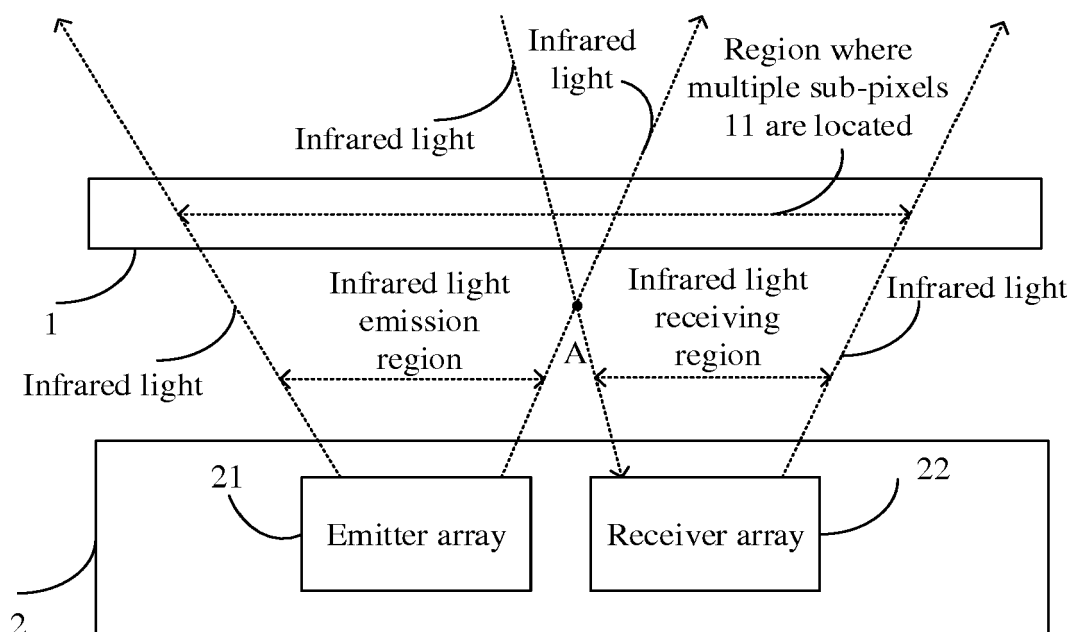 Infrared
light
Region where
multiple sub-pixels
11 are located
Infrared light
Infrared light
emission
region
Infrared light
receiving
region
Infrared light
1
A
Infrared light
21
22
Emitter array
Receiver array
2